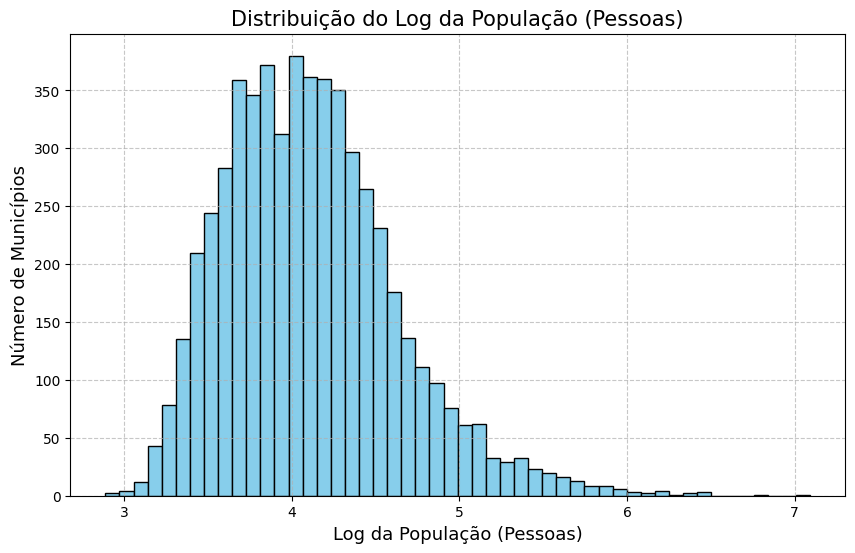 Distribuição do Log da População (Pessoas)
350
300
250
200
150
100
50
0
Número de Municípios
3 4 5 6 7
Log da População (Pessoas)